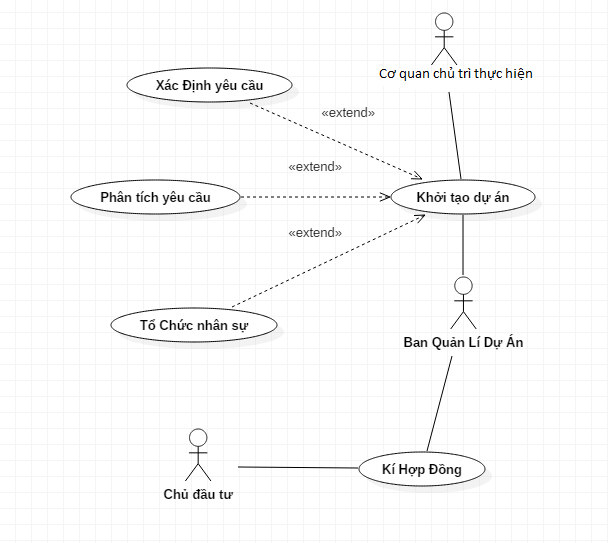 Cơ quan chủ trì thực hiện
Xác Định yêu cầu
«extend»
«extend»
Phân tích yêu cầu
Khởi tạo dự án
«extend»
Tổ Chức nhân sự
Ban Quản Lí Dự Án
Kí Hợp Đồng
Chủ đầu tư